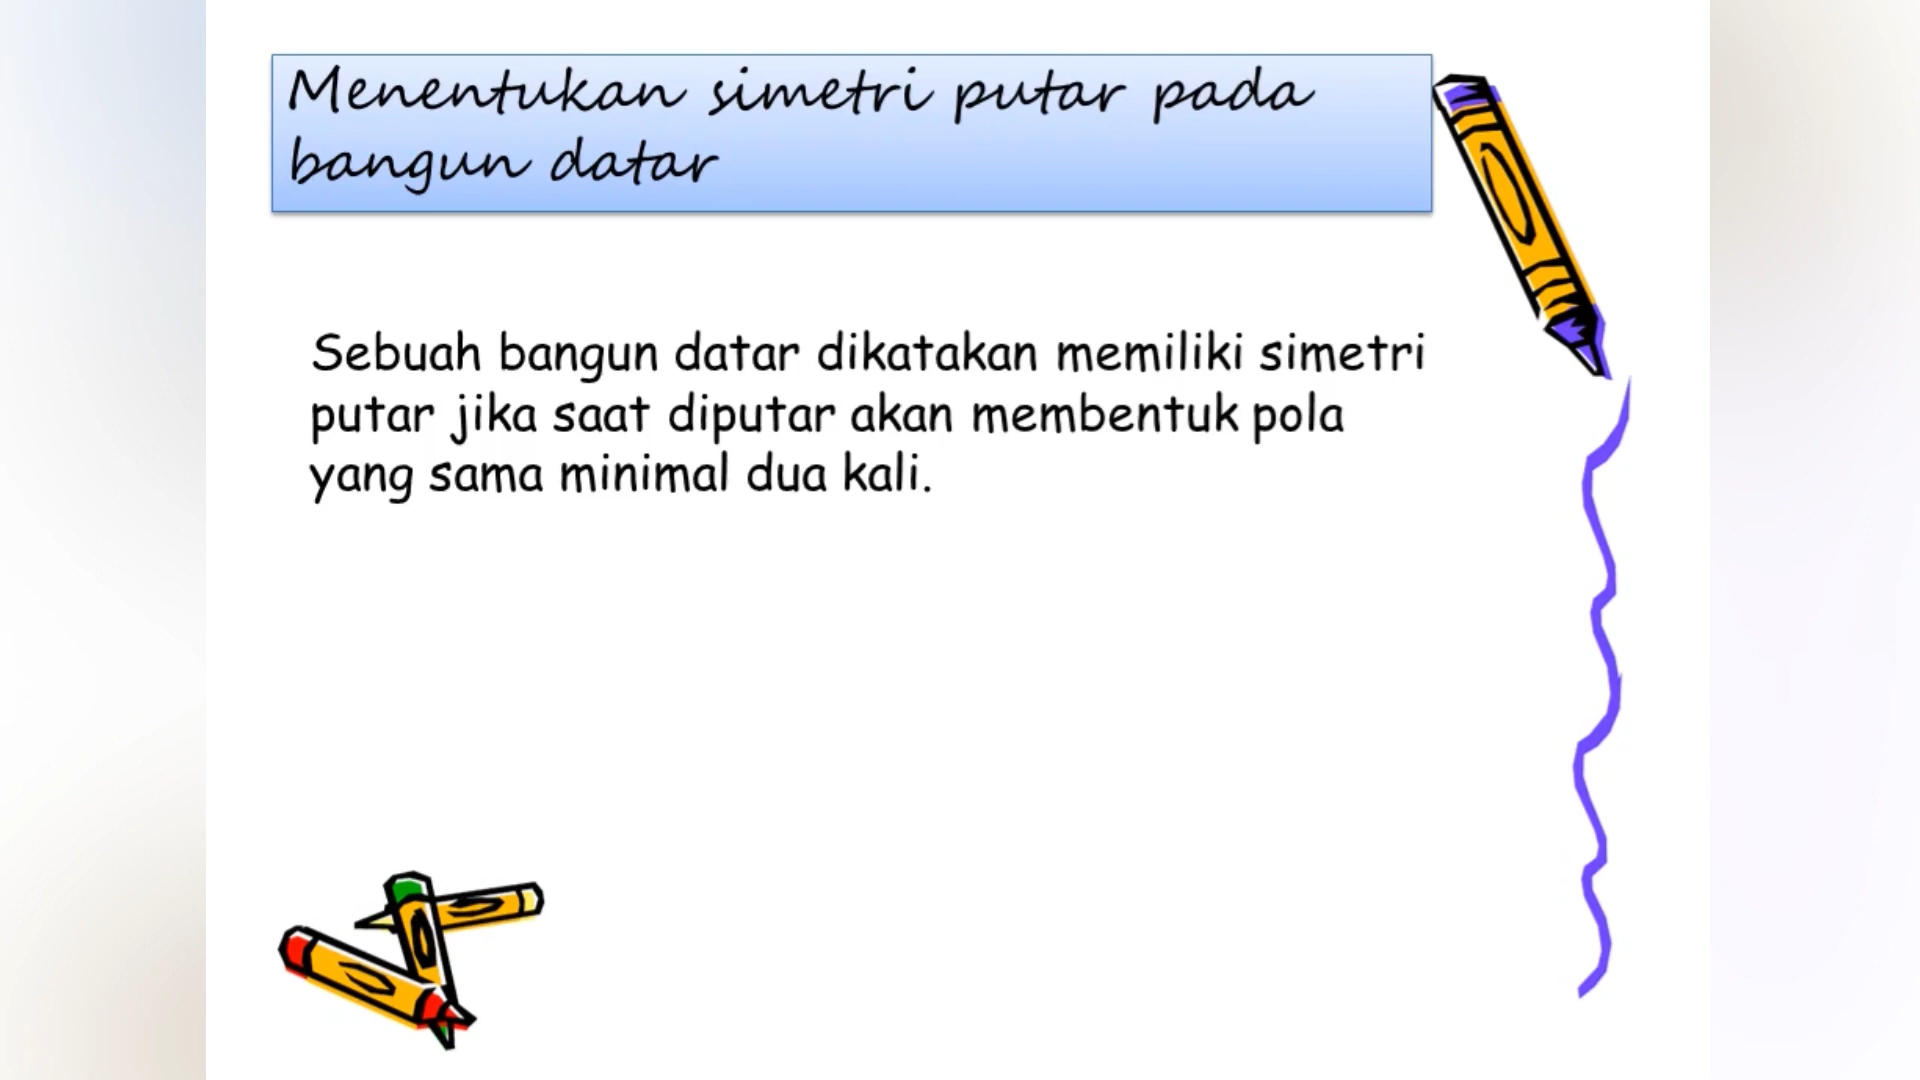 Menentukan simetri putar pada
bangun datar
Sebuah bangun datar dikatakan memiliki simetri
putar jika saat diputar akan membentuk pola
yang sama minimal dua kali.